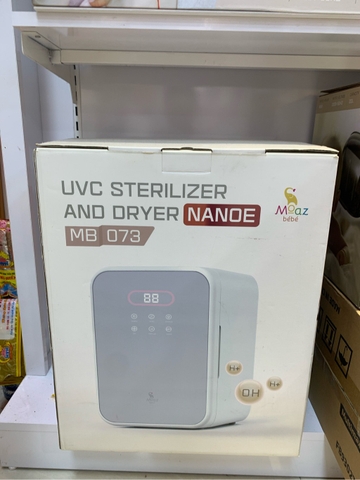 UVC STERILIZER
AND DRYER NANOE
MB 073
Moaz
bébé
88
H+
OH
H+